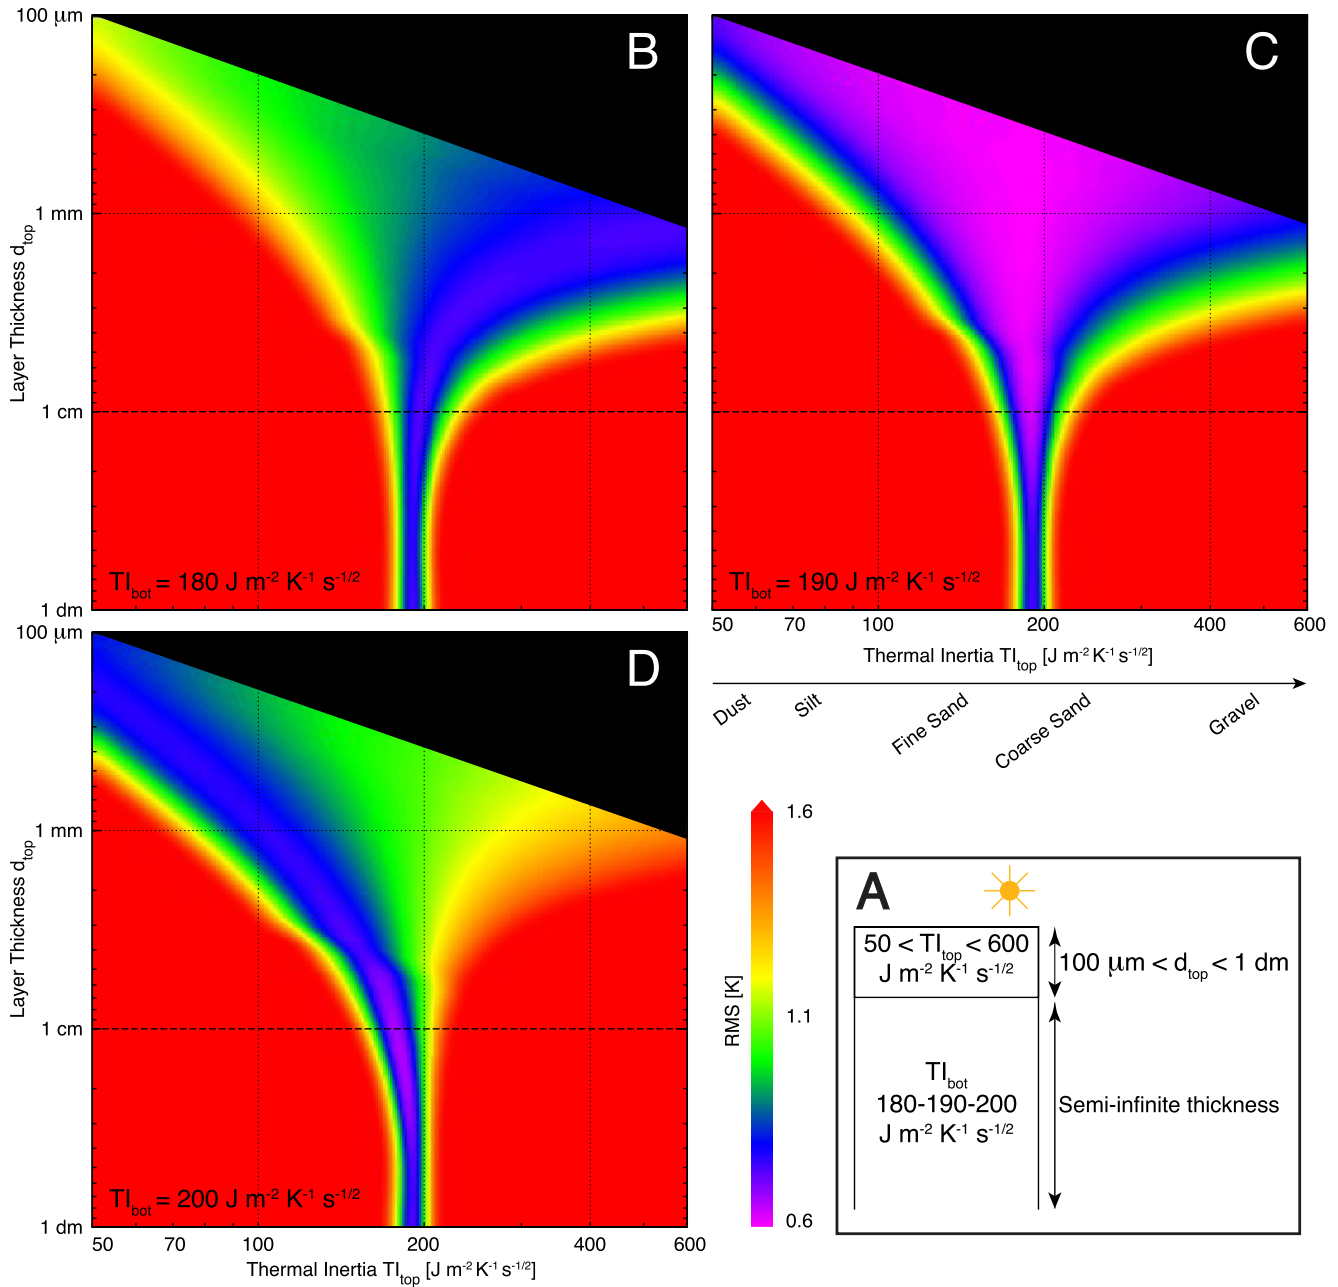 100 μm
1 mm
1 cm
1 dm
Layer Thickness d_top
B
TI_bot = 180 J m⁻² K⁻¹ s⁻¹/²
C
TI_bot = 190 J m⁻² K⁻¹ s⁻¹/²
50 70 100 200 400 600
Thermal Inertia TI_top [J m⁻² K⁻¹ s⁻¹/²]
Dust Silt Fine Sand Coarse Sand Gravel
100 μm
1 mm
1 cm
1 dm
Layer Thickness d_top
D
TI_bot = 200 J m⁻² K⁻¹ s⁻¹/²
50 70 100 200 400 600
Thermal Inertia TI_top [J m⁻² K⁻¹ s⁻¹/²]
1.6
1.1
0.6
RMS [K]
A
50 < TI_top < 600
J m⁻² K⁻¹ s⁻¹/²
100 μm < d_top < 1 dm
TI_bot
180-190-200
J m⁻² K⁻¹ s⁻¹/²
Semi-infinite thickness